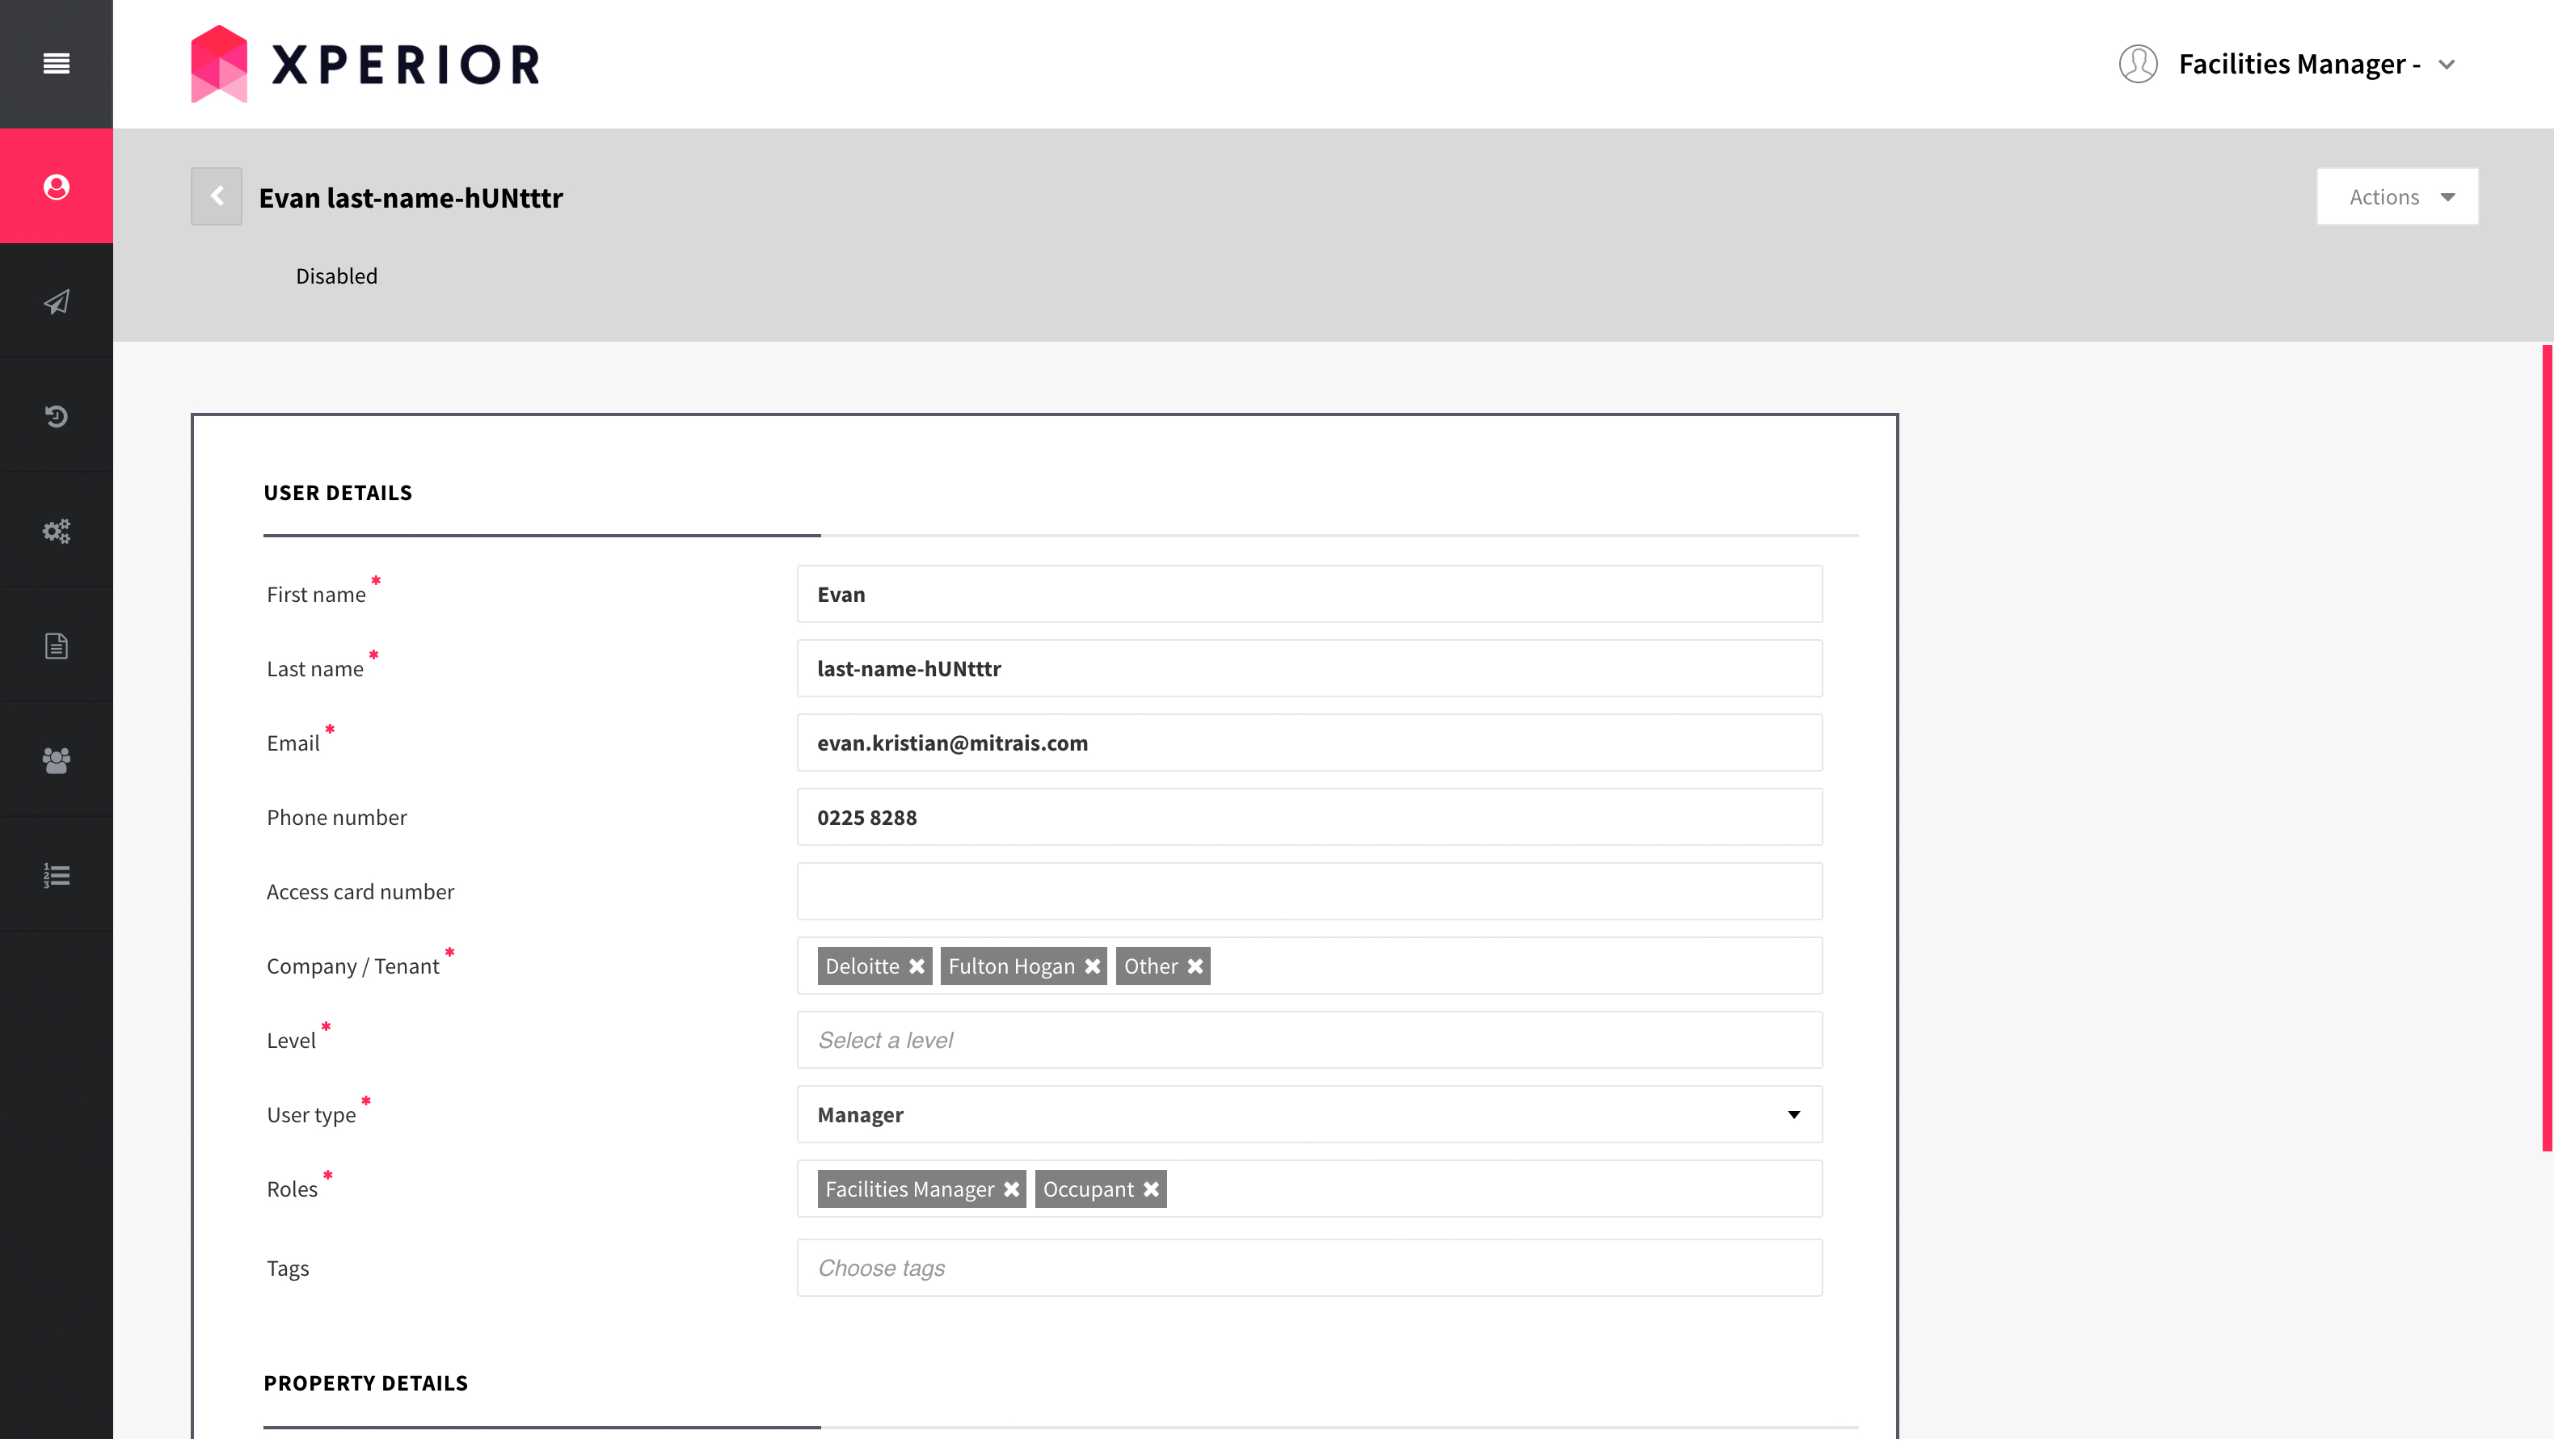 XPERIOR
Facilities Manager -
Evan last-name-hUNtttr
Actions
Disabled
USER DETAILS
First name *
Evan
Last name *
last-name-hUNtttr
Email *
evan.kristian@mitrais.com
Phone number
0225 8288
Access card number
Company / Tenant *
Deloitte Fulton Hogan Other
Level *
Select a level
User type *
Manager
Roles *
Facilities Manager Occupant
Tags
Choose tags
PROPERTY DETAILS